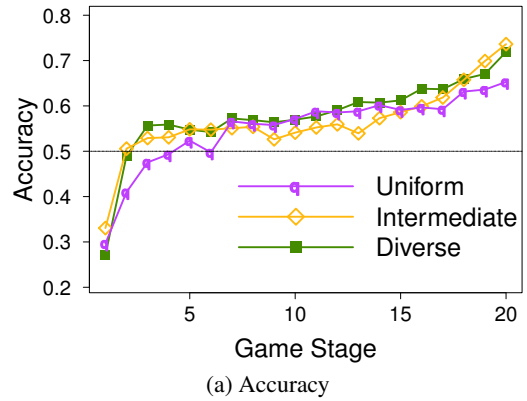 0.8
0.7
0.6
0.5
0.4
0.3
0.2
Accuracy
Uniform
Intermediate
Diverse
5 10 15 20
Game Stage
(a) Accuracy